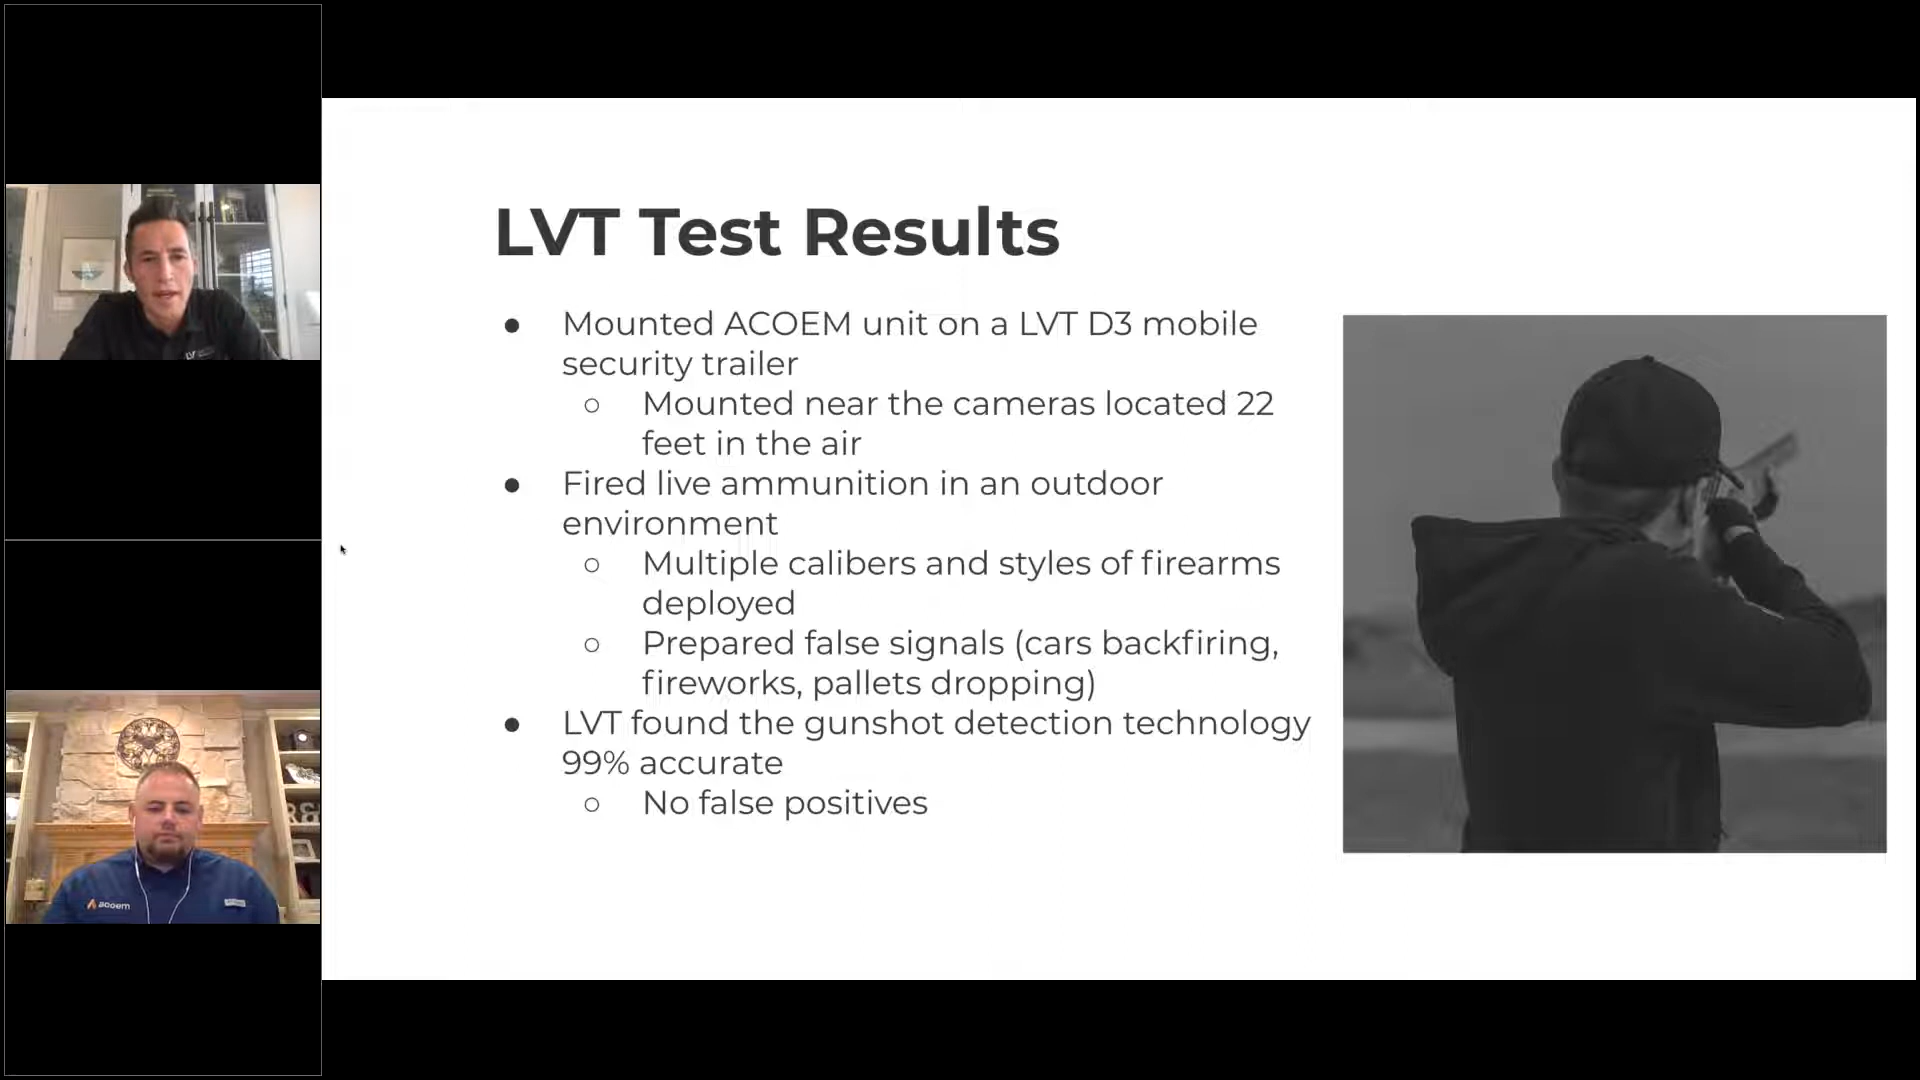 LVT Test Results
● Mounted ACOEM unit on a LVT D3 mobile
security trailer
○ Mounted near the cameras located 22
feet in the air
● Fired live ammunition in an outdoor
environment
○ Multiple calibers and styles of firearms
deployed
○ Prepared false signals (cars backfiring,
fireworks, pallets dropping)
● LVT found the gunshot detection technology
99% accurate
○ No false positives
LV
acoem